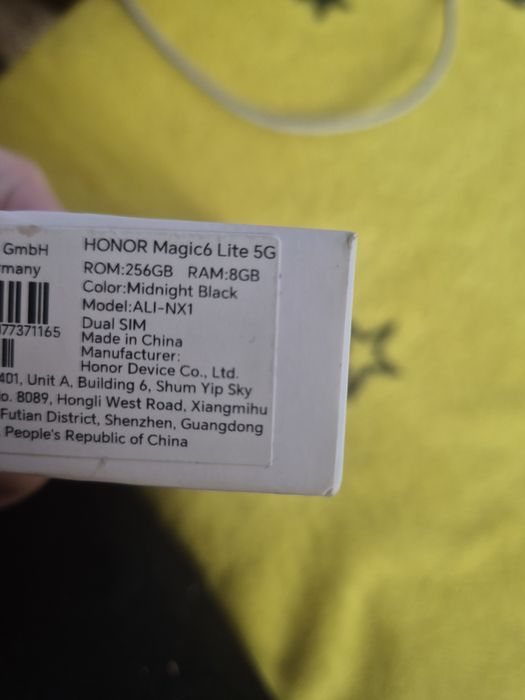 GmbH
HONOR Magic6 Lite 5G
many
ROM:256GB RAM:8GB
Color:Midnight Black
Model:ALI-NX1
77371165
Dual SIM
Made in China
Manufacturer:
Honor Device Co., Ltd.
401, Unit A, Building 6, Shum Yip Sky
o. 8089, Hongli West Road, Xiangmihu
Futian District, Shenzhen, Guangdong
People's Republic of China